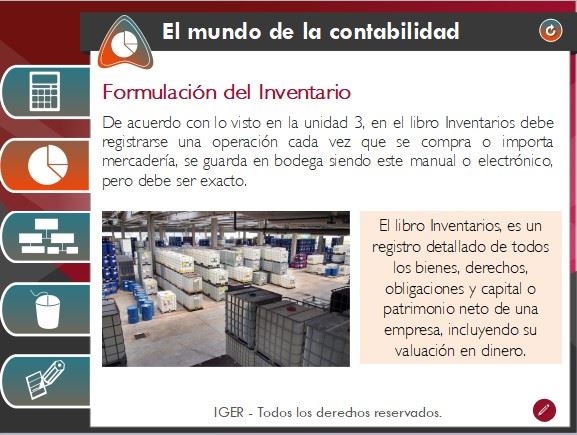 El mundo de la contabilidad
Formulación del Inventario
De acuerdo con lo visto en la unidad 3, en el libro Inventarios debe
registrarse una operación cada vez que se compra o importa
mercadería, se guarda en bodega siendo este manual o electrónico,
pero debe ser exacto.
El libro Inventarios, es un
registro detallado de todos
los bienes, derechos,
obligaciones y capital o
patrimonio neto de una
empresa, incluyendo su
valuación en dinero.
IGER - Todos los derechos reservados.